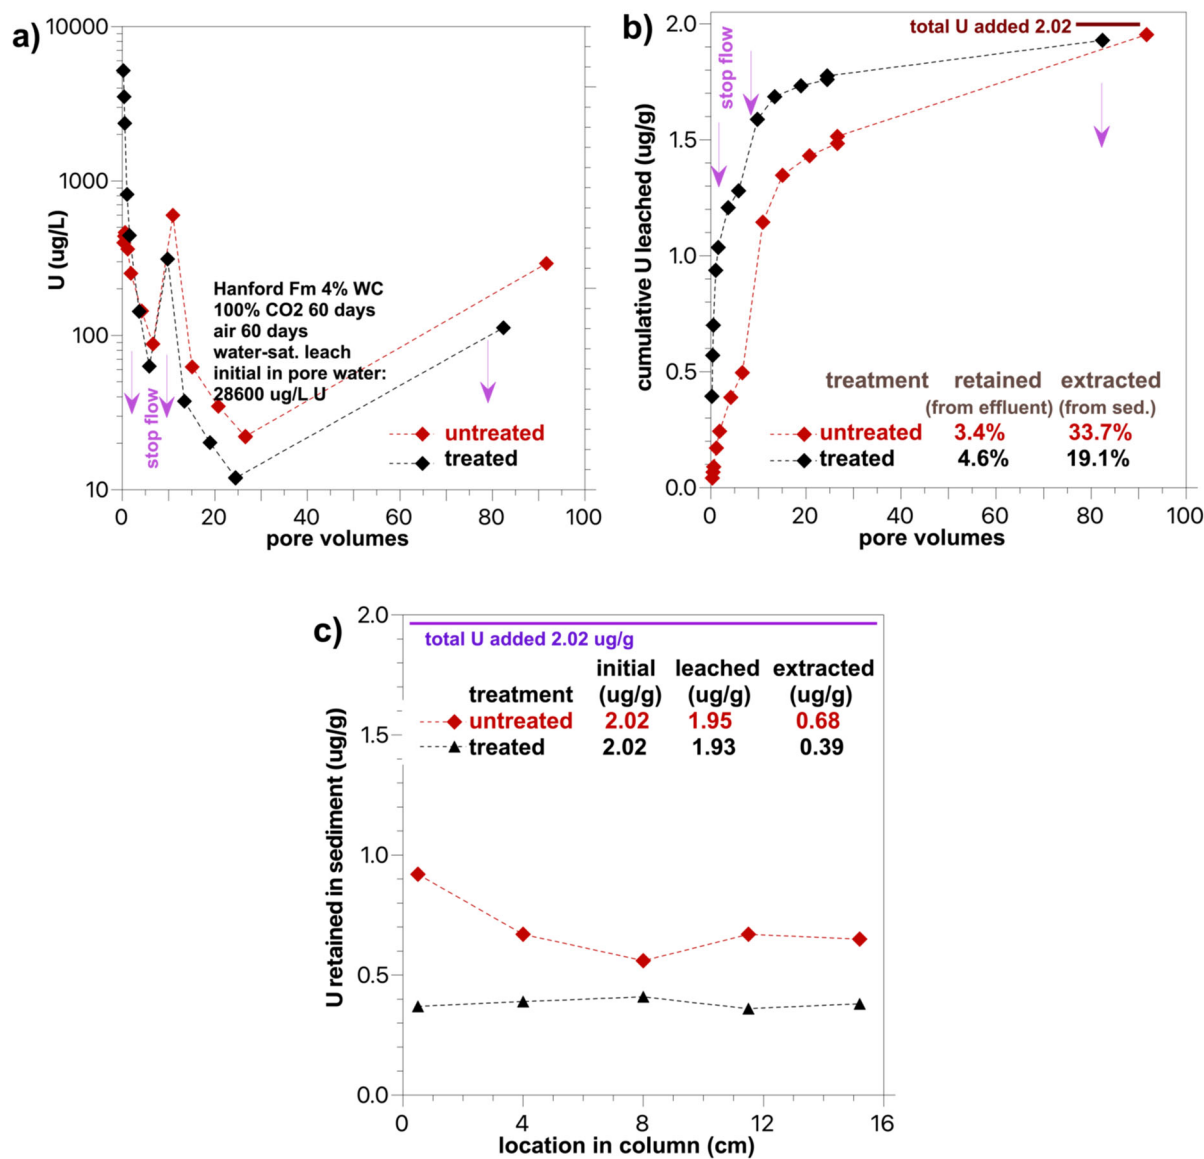 a)
10000
1000
100
10
U (ug/L)
Hanford Fm 4% WC
100% CO2 60 days
air 60 days
water-sat. leach
initial in pore water:
28600 ug/L U
stop flow
untreated
treated
0 20 40 60 80 100
pore volumes
b)
total U added 2.02
2.0
1.5
1.0
0.5
0.0
cumulative U leached (ug/g)
stop flow
treatment retained extracted
(from effluent) (from sed.)
untreated 3.4% 33.7%
treated 4.6% 19.1%
0 20 40 60 80 100
pore volumes
c)
2.0
1.5
1.0
0.5
0.0
U retained in sediment (ug/g)
total U added 2.02 ug/g
initial leached extracted
treatment (ug/g) (ug/g) (ug/g)
untreated 2.02 1.95 0.68
treated 2.02 1.93 0.39
0 4 8 12 16
location in column (cm)